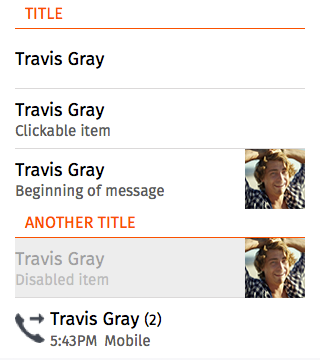 TITLE
Travis Gray
Travis Gray
Clickable item
Travis Gray
Beginning of message
ANOTHER TITLE
Travis Gray
Disabled item
Travis Gray (2)
5:43PM Mobile